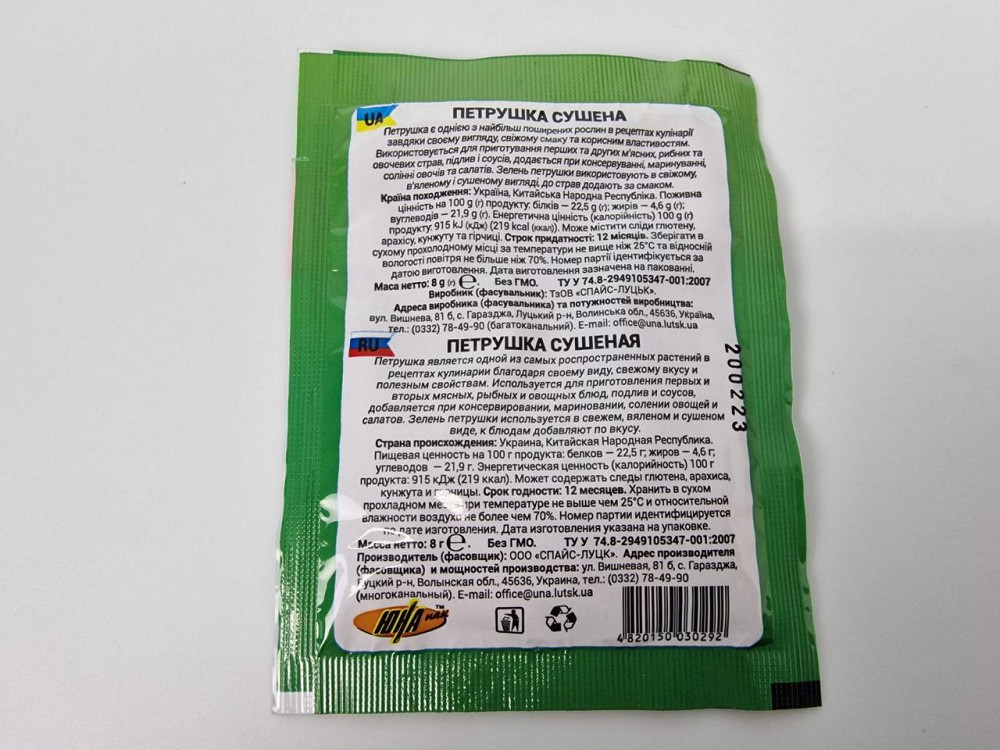 UA
ПЕТРУШКА СУШЕНА
Петрушка є однією з найбільш поширених рослин в рецептах кулінарії
завдяки своєму вигляду, свіжому смаку та корисним властивостям.
Використовується для приготування перших та других м'ясних, рибних та
овочевих страв, підлив і соусів, додається при консервуванні, маринуванні,
солінні овочів та салатів. Зелень петрушки використовують в свіжому,
в'яленому і сушеному вигляді, до страв додають за смаком.
Країна походження: Україна, Китайська Народна Республіка. Поживна
цінність на 100 g (г) продукту: білків – 22,5 g (г); жирів – 4,6 g (г);
вуглеводів – 21,9 g (г). Енергетична цінність (калорійність) 100 g (г)
продукту: 915 kJ (кДж) (219 kcal (ккал)). Може містити сліди глютену,
арахісу, кунжуту та гірчиці. Строк придатності: 12 місяців. Зберігати в
сухому прохолодному місці за температури не вище ніж 25°С та відносній
вологості повітря не більше ніж 70%. Номер партії ідентифікується за
датою виготовлення. Дата виготовлення зазначена на пакованні.
Маса нетто: 8 g (г) e. Без ГМО. ТУ У 74.8-2949105347-001:2007
Виробник (фасувальник): ТзОВ «СПАЙС-ЛУЦЬК».
Адреса виробника (фасувальника) та потужностей виробництва:
вул. Вишнева, 81 б, с. Гаразджа, Луцький р-н, Волинська обл., 45636, Україна,
тел.: (0332) 78-49-90 (багатоканальний). E-mail: office@una.lutsk.ua
RU
ПЕТРУШКА СУШЕНАЯ
Петрушка является одной из самых роспространенных растений в
рецептах кулинарии благодаря своему виду, свежему вкусу и
полезным свойствам. Используется для приготовления первых и
вторых мясных, рыбных и овощных блюд, подлив и соусов,
добавляется при консервировании, мариновании, солении овощей и
салатов. Зелень петрушки используется в свежем, вяленом и сушеном
виде, к блюдам добавляют по вкусу.
Страна происхождения: Украина, Китайская Народная Республика.
Пищевая ценность на 100 г продукта: белков – 22,5 г; жиров – 4,6 г;
углеводов – 21,9 г. Энергетическая ценность (калорийность) 100 г
продукта: 915 кДж (219 ккал). Может содержать следы глютена, арахиса,
кунжута и горчицы. Срок годности: 12 месяцев. Хранить в сухом
прохладном месте при температуре не выше чем 25°С и относительной
влажности воздуха не более чем 70%. Номер партии идентифицируется
по дате изготовления. Дата изготовления указана на упаковке.
Масса нетто: 8 г e. Без ГМО. ТУ У 74.8-2949105347-001:2007
Производитель (фасовщик): ООО «СПАЙС-ЛУЦК». Адрес производителя
(фасовщика) и мощностей производства: ул. Вишневая, 81 б, с. Гаразджа,
Луцкий р-н, Волынская обл., 45636, Украина, тел.: (0332) 78-49-90
(многоканальный). E-mail: office@una.lutsk.ua
200223
ЮНА пак ™
4 820150 030292